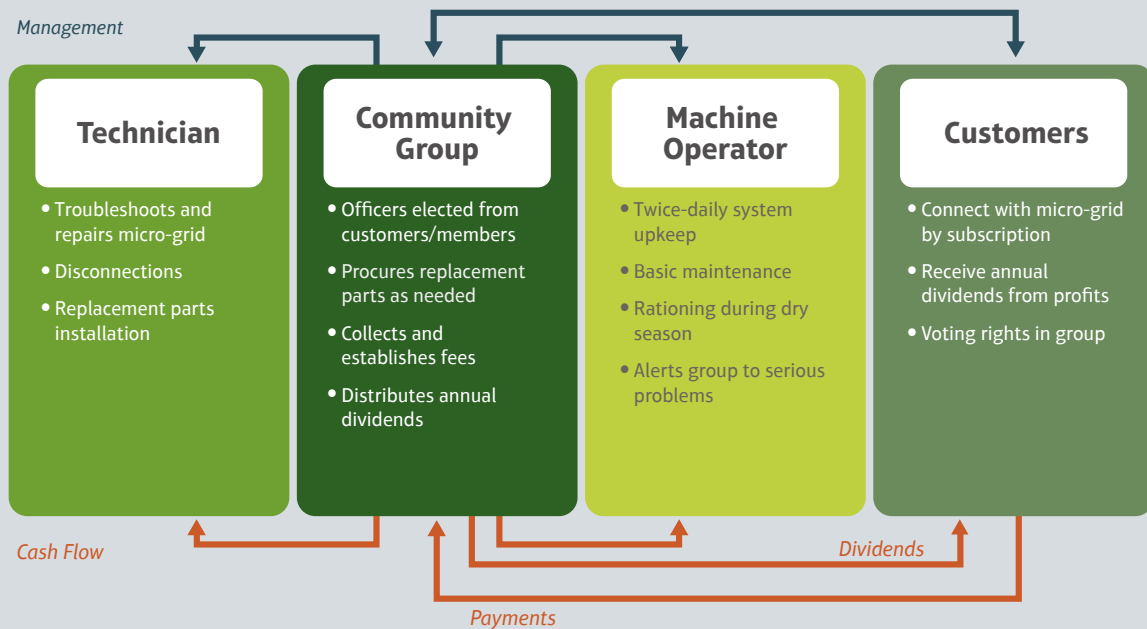 Management
Technician
• Troubleshoots and
repairs micro-grid
• Disconnections
• Replacement parts
installation
Community
Group
• Officers elected from
customers/members
• Procures replacement
parts as needed
• Collects and
establishes fees
• Distributes annual
dividends
Machine
Operator
• Twice-daily system
upkeep
• Basic maintenance
• Rationing during dry
season
• Alerts group to serious
problems
Customers
• Connect with micro-grid
by subscription
• Receive annual
dividends from profits
• Voting rights in group
Cash Flow
Dividends
Payments